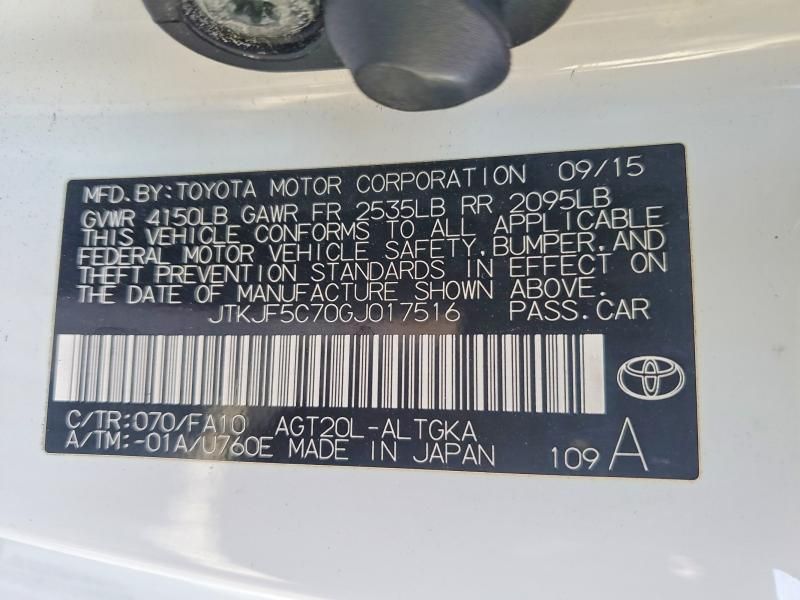 MFD. BY: TOYOTA MOTOR CORPORATION 09/15
GVWR 4150LB GAWR FR 2535LB RR 2095LB
THIS VEHICLE CONFORMS TO ALL APPLICABLE
FEDERAL MOTOR VEHICLE SAFETY, BUMPER, AND
THEFT PREVENTION STANDARDS IN EFFECT ON
THE DATE OF MANUFACTURE SHOWN ABOVE.
JTKJF5C70GJ017516 PASS. CAR
C/TR: 070/FA10 AGT20L-ALTGKA
A/TM: -01A/U760E MADE IN JAPAN 109 A